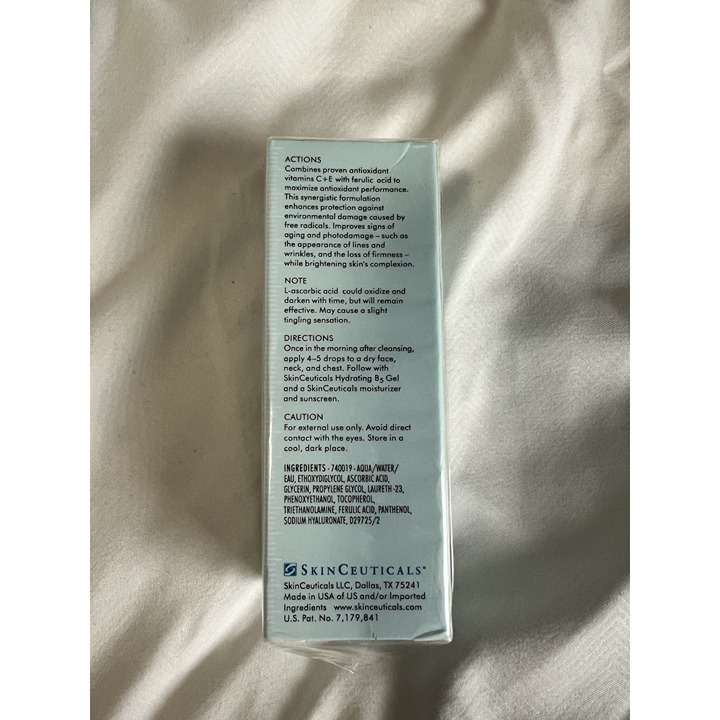 ACTIONS
Combines proven antioxidant
vitamins C+E with ferulic acid to
maximize antioxidant performance.
This synergistic formulation
enhances protection against
environmental damage caused by
free radicals. Improves signs of
aging and photodamage – such as
the appearance of lines and
wrinkles, and the loss of firmness –
while brightening skin's complexion.
NOTE
L-ascorbic acid could oxidize and
darken with time, but will remain
effective. May cause a slight
tingling sensation.
DIRECTIONS
Once in the morning after cleansing,
apply 4–5 drops to a dry face,
neck, and chest. Follow with
SkinCeuticals Hydrating B5 Gel
and a SkinCeuticals moisturizer
and sunscreen.
CAUTION
For external use only. Avoid direct
contact with the eyes. Store in a
cool, dark place.
INGREDIENTS - 740019 - AQUA/WATER/
EAU, ETHOXYDIGLYCOL, ASCORBIC ACID,
GLYCERIN, PROPYLENE GLYCOL, LAURETH-23,
PHENOXYETHANOL, TOCOPHEROL,
TRIETHANOLAMINE, FERULIC ACID, PANTHENOL,
SODIUM HYALURONATE, D29725/2
SKINCEUTICALS®
SkinCeuticals LLC, Dallas, TX 75241
Made in USA of US and/or Imported
Ingredients www.skinceuticals.com
U.S. Pat. No. 7,179,841